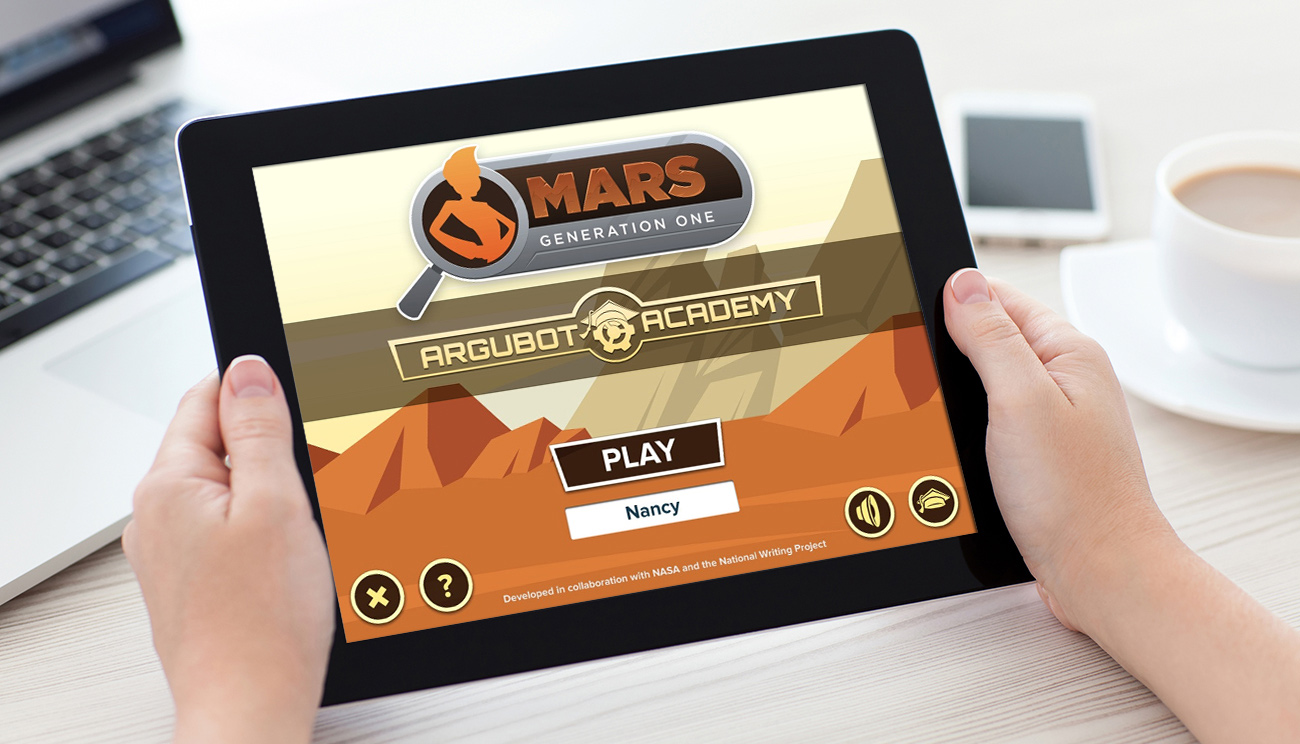 MARS
GENERATION ONE
ARGUBOT ACADEMY
PLAY
Nancy
?
Developed in collaboration with NASA and the National Writing Project